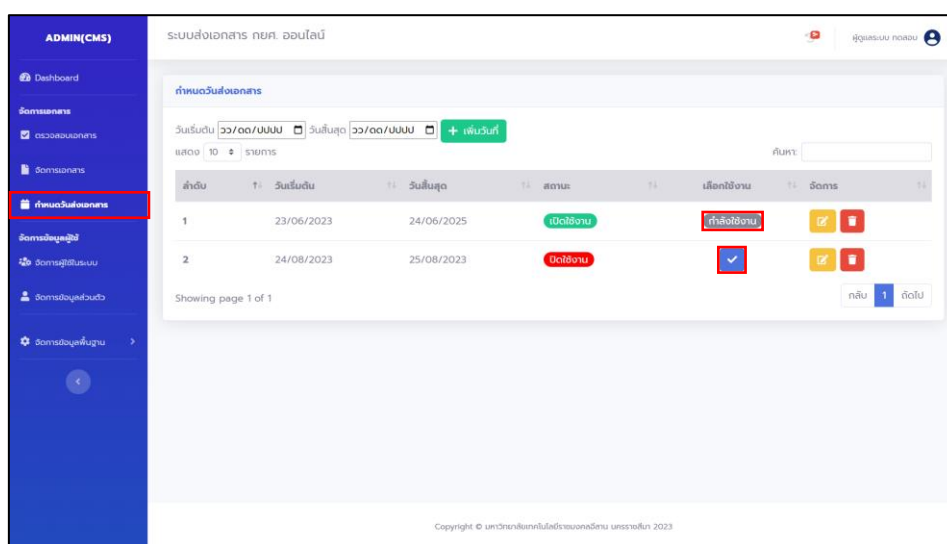 ADMIN(CMS)
ระบบส่งเอกสาร กยศ. ออนไลน์
ผู้ดูแลระบบ ทดสอบ
Dashboard
จัดการเอกสาร
ตรวจสอบเอกสาร
จัดการเอกสาร
กำหนดวันส่งเอกสาร
จัดการข้อมูลผู้ใช้
จัดการผู้ใช้ในระบบ
จัดการข้อมูลส่วนตัว
จัดการข้อมูลพื้นฐาน
กำหนดวันส่งเอกสาร
วันเริ่มต้น วว/ดด/ปปปป วันสิ้นสุด วว/ดด/ปปปป + เพิ่มวันที่
แสดง 10 รายการ ค้นหา:
ลำดับ วันเริ่มต้น วันสิ้นสุด สถานะ เลือกใช้งาน จัดการ
1 23/06/2023 24/06/2025 เปิดใช้งาน กำลังใช้งาน
2 24/08/2023 25/08/2023 ปิดใช้งาน
Showing page 1 of 1 กลับ 1 ถัดไป
Copyright © มหาวิทยาลัยเทคโนโลยีราชมงคลอีสาน นครราชสีมา 2023